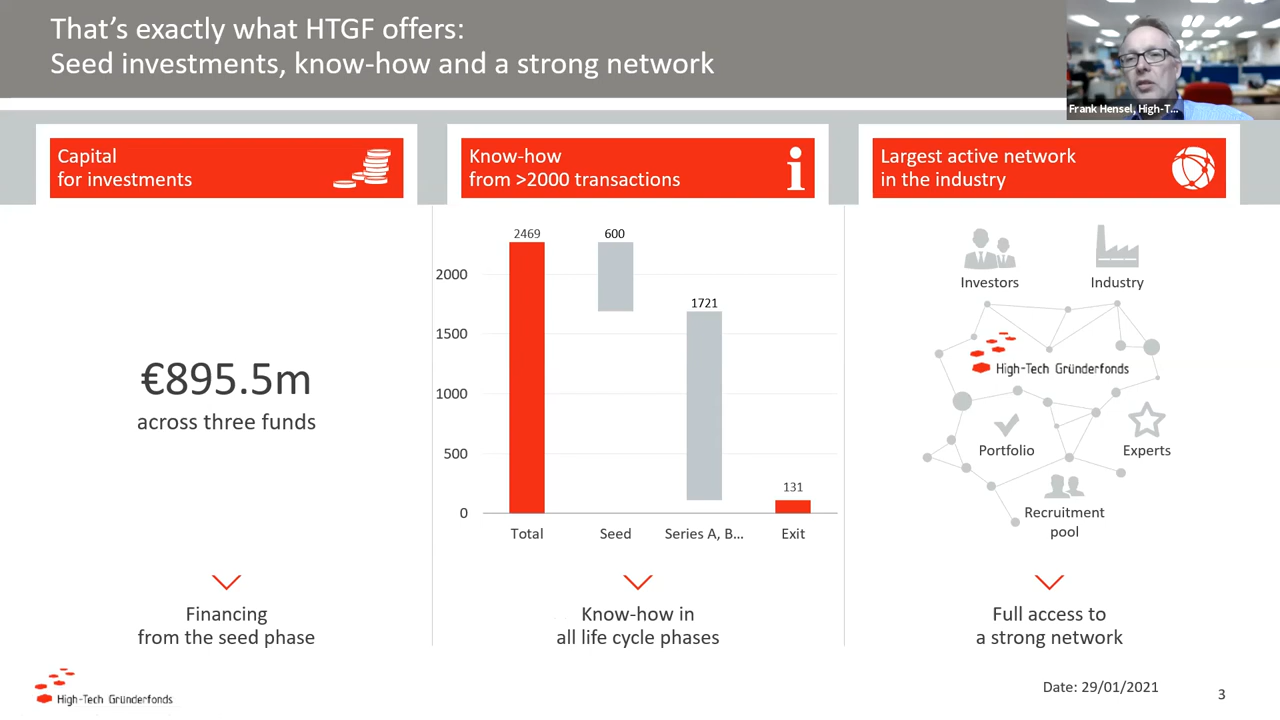 That's exactly what HTGF offers:
Seed investments, know-how and a strong network
Frank Hensel, High-T...
Capital
for investments
€895.5m
across three funds
Financing
from the seed phase
Know-how
from >2000 transactions
i
2469
600
1721
131
2000
1500
1000
500
0
Total
Seed
Series A, B...
Exit
Know-how in
all life cycle phases
Largest active network
in the industry
Investors
Industry
High-Tech Gründerfonds
Portfolio
Experts
Recruitment
pool
Full access to
a strong network
High-Tech Gründerfonds
Date: 29/01/2021
3